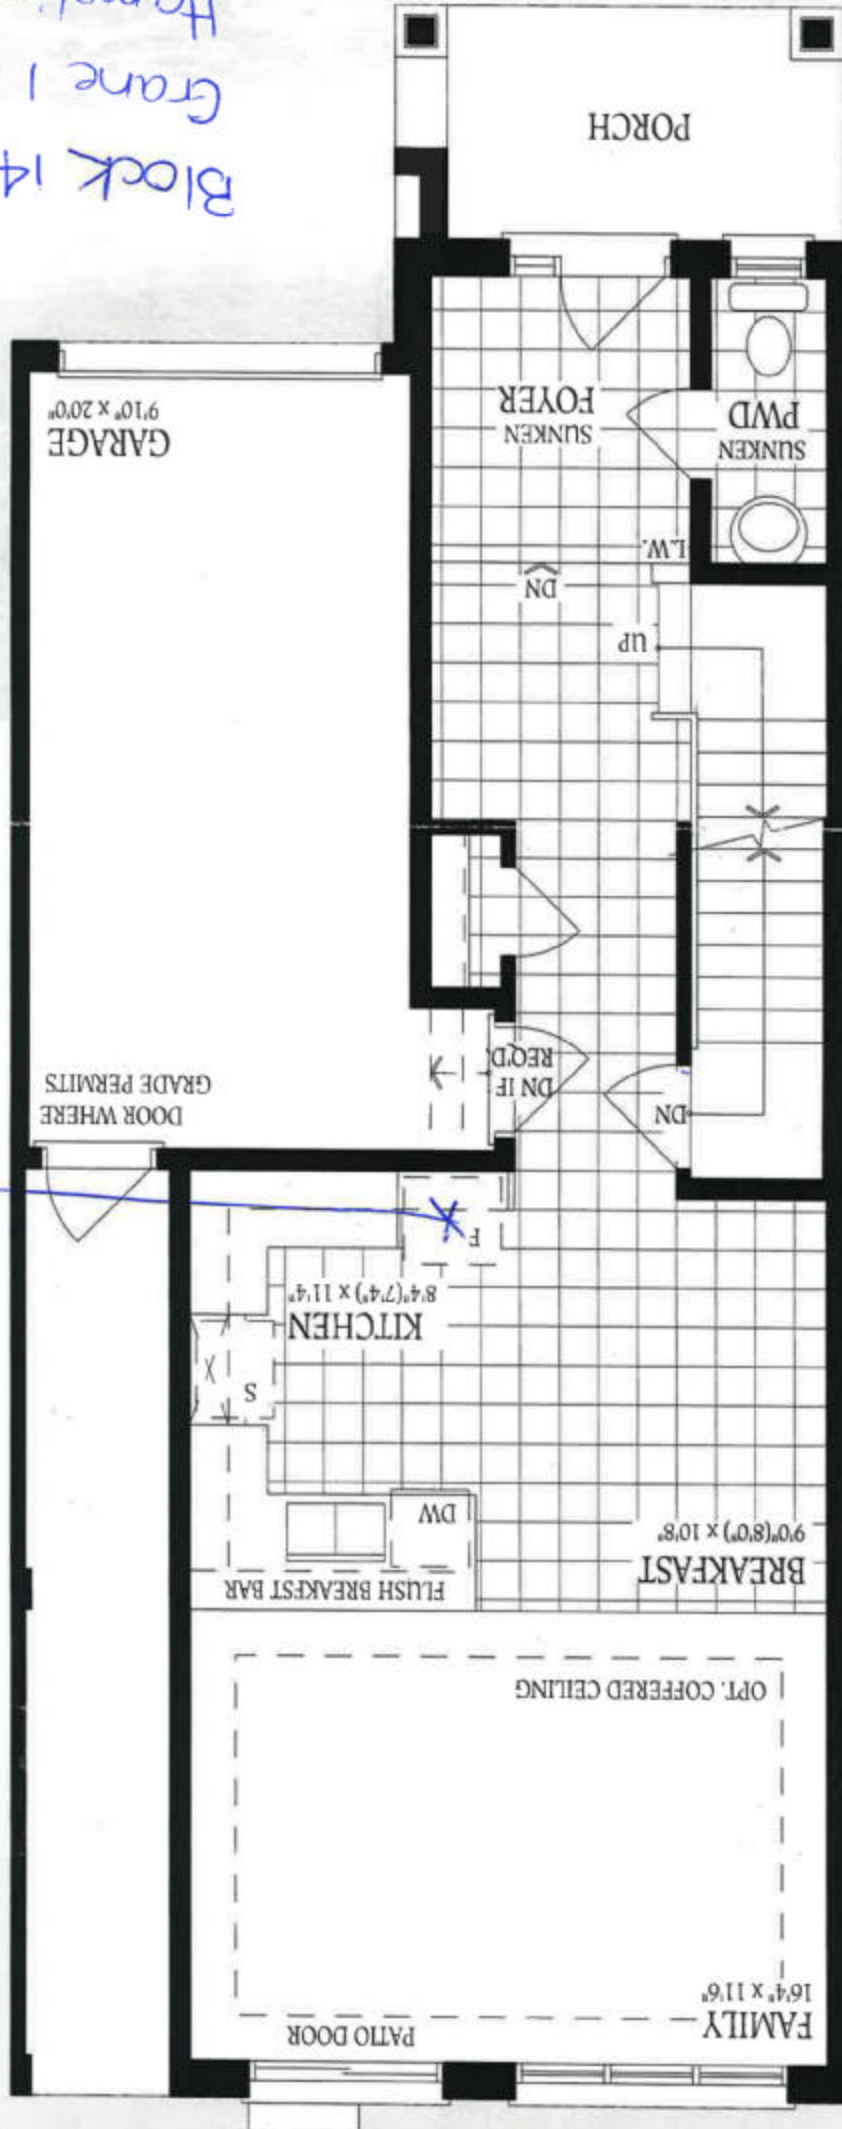 PATIO DOOR
FAMILY
16'4" x 11'6"
OPT. COFFERED CEILING
BREAKFAST
9'0"(8'0") x 10'8"
FLUSH BREAKFEST BAR
DW
S
KITCHEN
8'4"(7'4") x 11'4"
F
DN
DN IF
REQ'D.
DOOR WHERE
GRADE PERMITS
UP
DN
L.W.
SUNKEN
PWD
SUNKEN
FOYER
GARAGE
9'10" x 20'0"
PORCH
Block 14
Crane 1